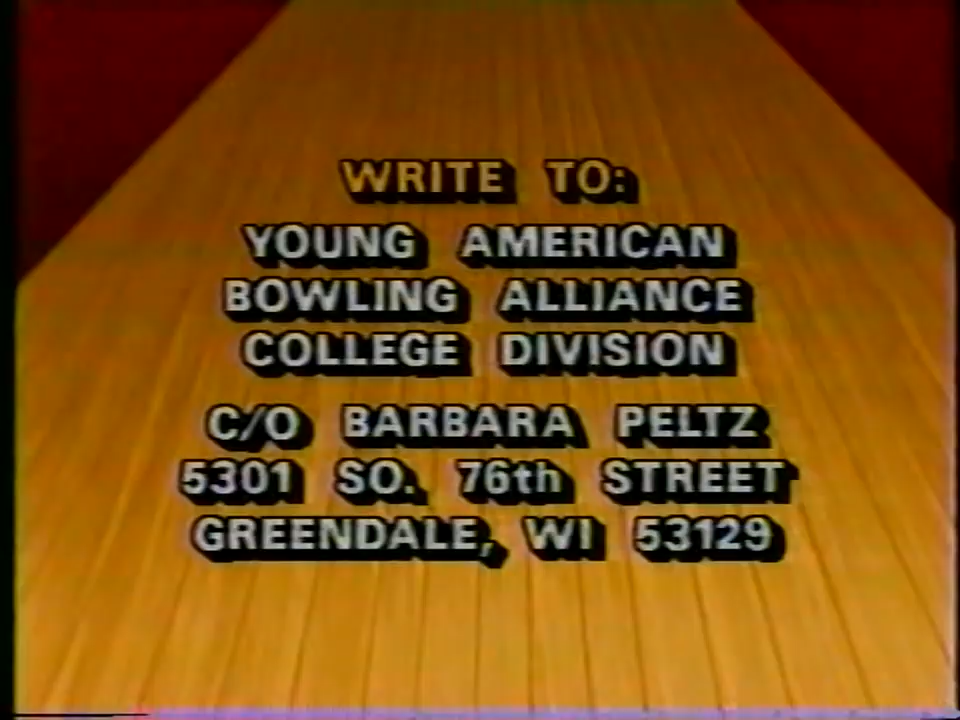 WRITE TO:
YOUNG AMERICAN
BOWLING ALLIANCE
COLLEGE DIVISION
C/O BARBARA PELTZ
5301 SO. 76th STREET
GREENDALE, WI 53129